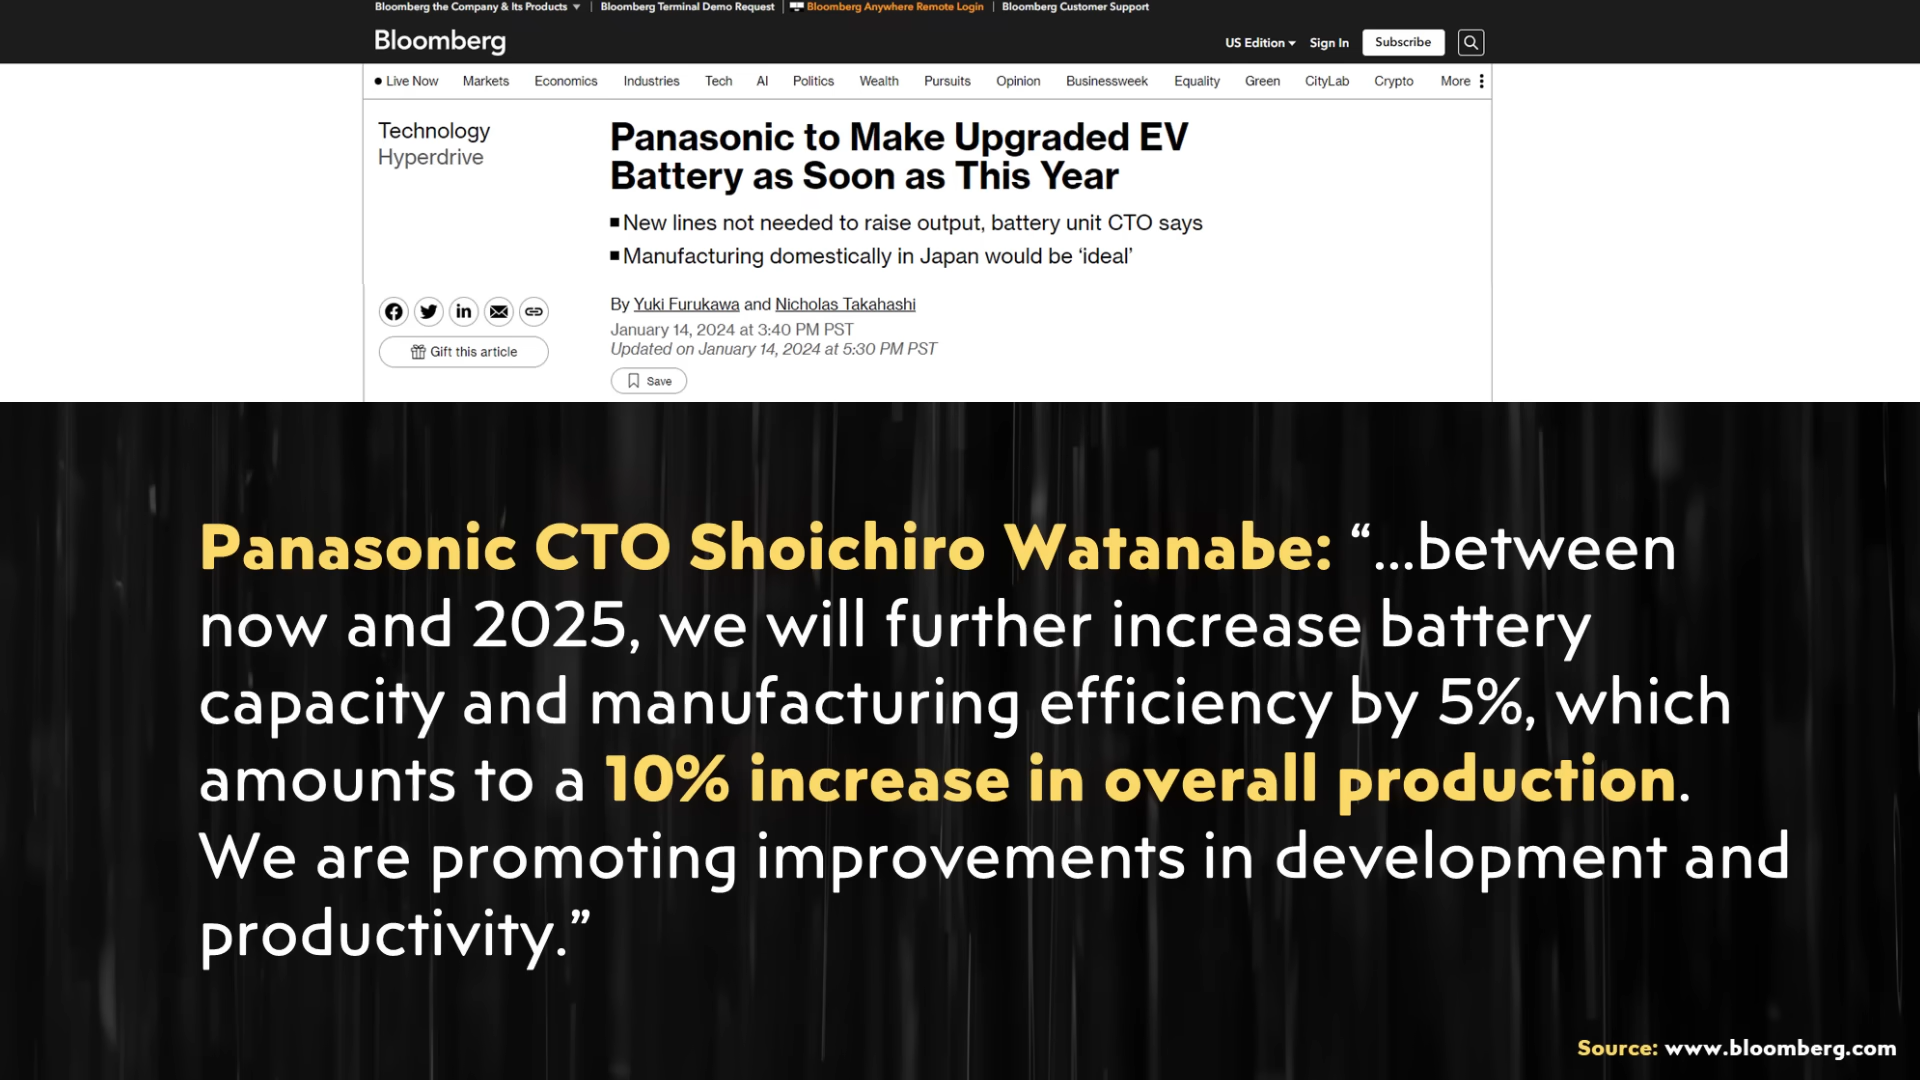 Bloomberg the Company & Its Products
Bloomberg Terminal Demo Request
Bloomberg Anywhere Remote Login
Bloomberg Customer Support
Bloomberg
US Edition
Sign In
Subscribe
Live Now Markets Economics Industries Tech AI Politics Wealth Pursuits Opinion Businessweek Equality Green CityLab Crypto More
Technology
Hyperdrive
Panasonic to Make Upgraded EV
Battery as Soon as This Year
New lines not needed to raise output, battery unit CTO says
Manufacturing domestically in Japan would be ‘ideal’
By Yuki Furukawa and Nicholas Takahashi
January 14, 2024 at 3:40 PM PST
Updated on January 14, 2024 at 5:30 PM PST
Gift this article
Save
Panasonic CTO Shoichiro Watanabe: “...between
now and 2025, we will further increase battery
capacity and manufacturing efficiency by 5%, which
amounts to a 10% increase in overall production.
We are promoting improvements in development and
productivity.”
Source: www.bloomberg.com